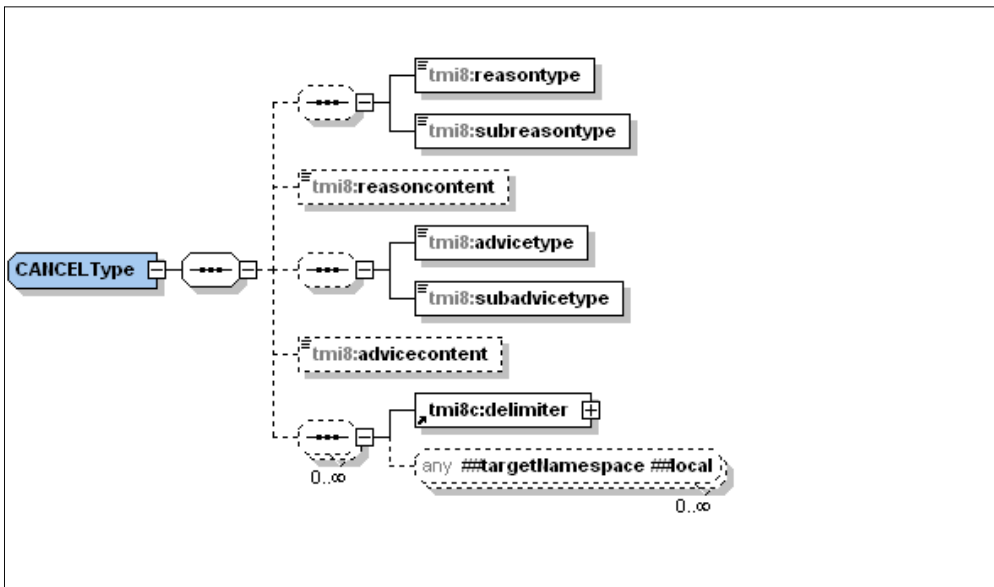 tmi8:reasontype
tmi8:subreasontype
tmi8:reasoncontent
tmi8:advicetype
CANCELType
tmi8:subadvicetype
tmi8:advicecontent
tmi8c:delimiter
any ##targetNamespace ##local
0..∞
0..∞